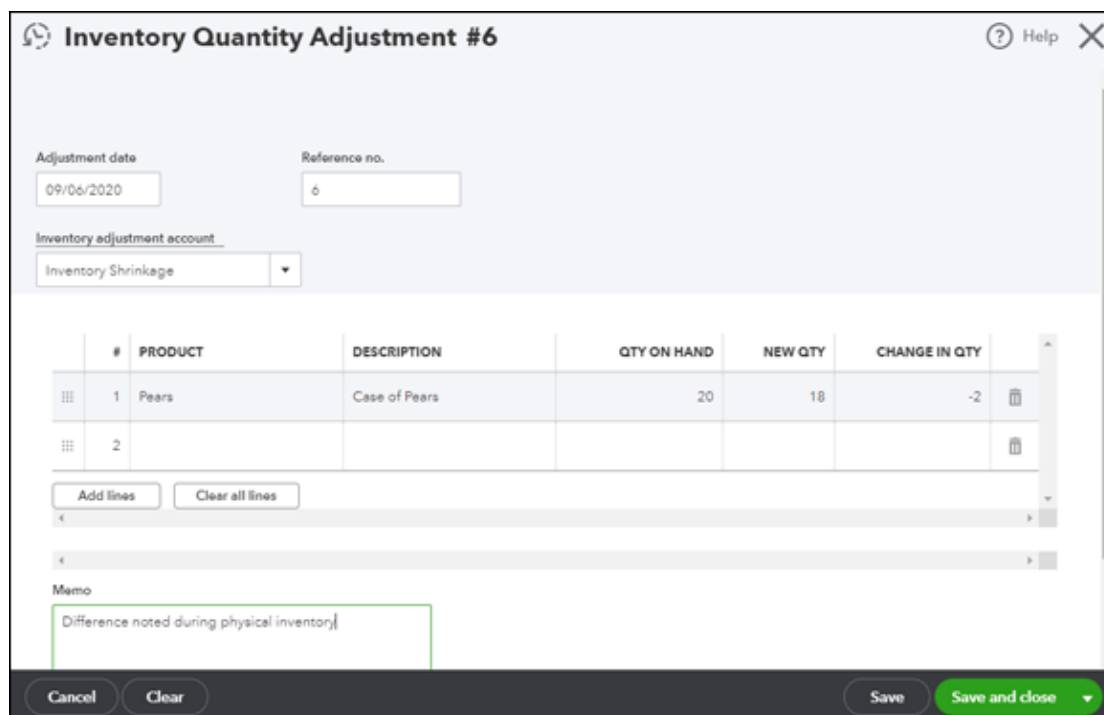 Inventory Quantity Adjustment #6
? Help
Adjustment date Reference no.
09/06/2020 6
Inventory adjustment account
Inventory Shrinkage
# PRODUCT DESCRIPTION QTY ON HAND NEW QTY CHANGE IN QTY
1 Pears Case of Pears 20 18 -2
2
Add lines Clear all lines
Memo
Difference noted during physical inventory
Cancel Clear Save Save and close